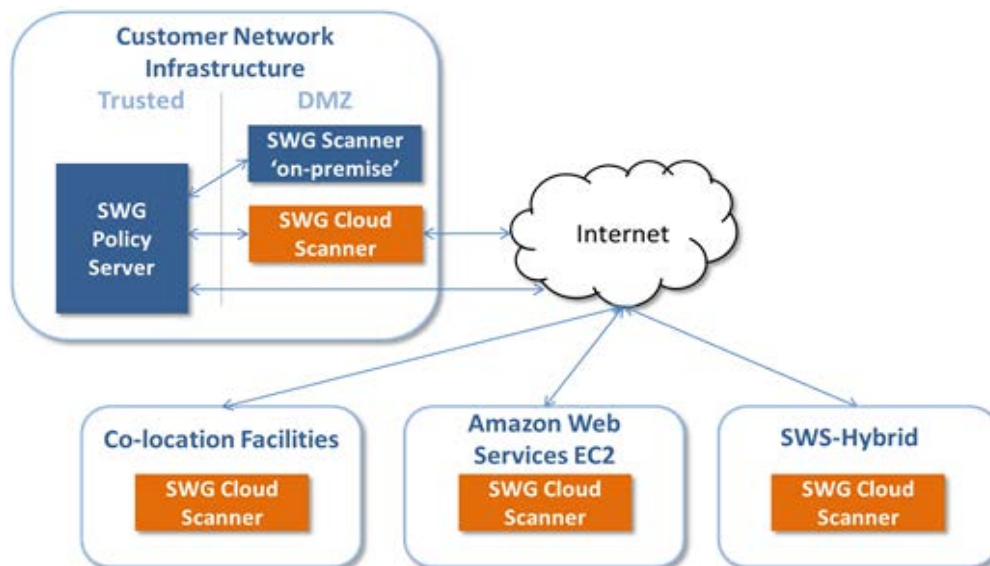 Customer Network
Infrastructure
Trusted
DMZ
SWG Scanner
'on-premise'
SWG
Policy
Server
SWG Cloud
Scanner
Internet
Co-location Facilities
SWG Cloud
Scanner
Amazon Web
Services EC2
SWG Cloud
Scanner
SWS-Hybrid
SWG Cloud
Scanner